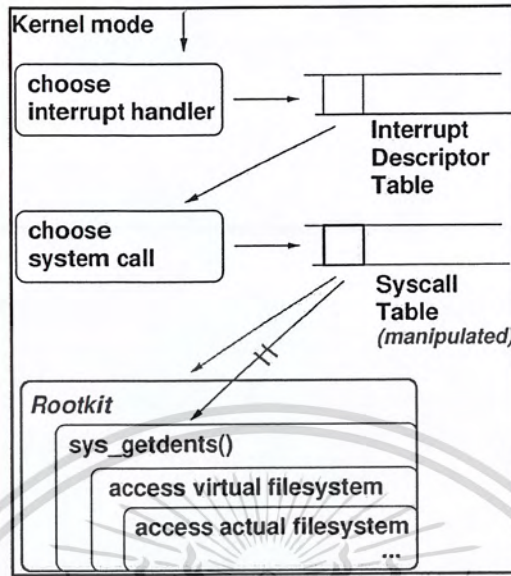 Kernel mode
choose
interrupt handler
Interrupt
Descriptor
Table
choose
system call
Syscall
Table
(manipulated)
Rootkit
sys_getdents()
access virtual filesystem
access actual filesystem
...